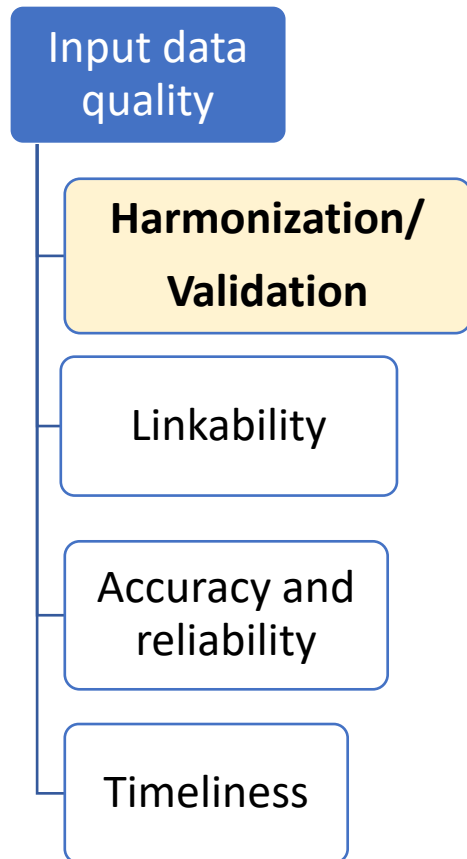 Input data
quality
Harmonization/
Validation
Linkability
Accuracy and
reliability
Timeliness